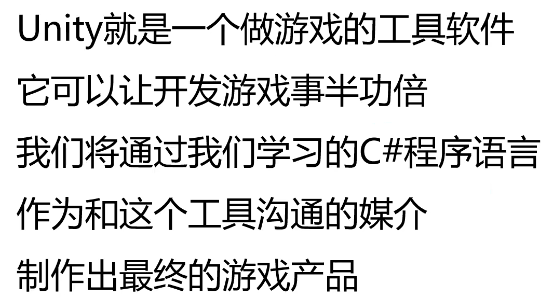 Unity就是一个做游戏的工具软件
它可以让开发游戏事半功倍
我们将通过我们学习的C#程序语言
作为和这个工具沟通的媒介
制作出最终的游戏产品